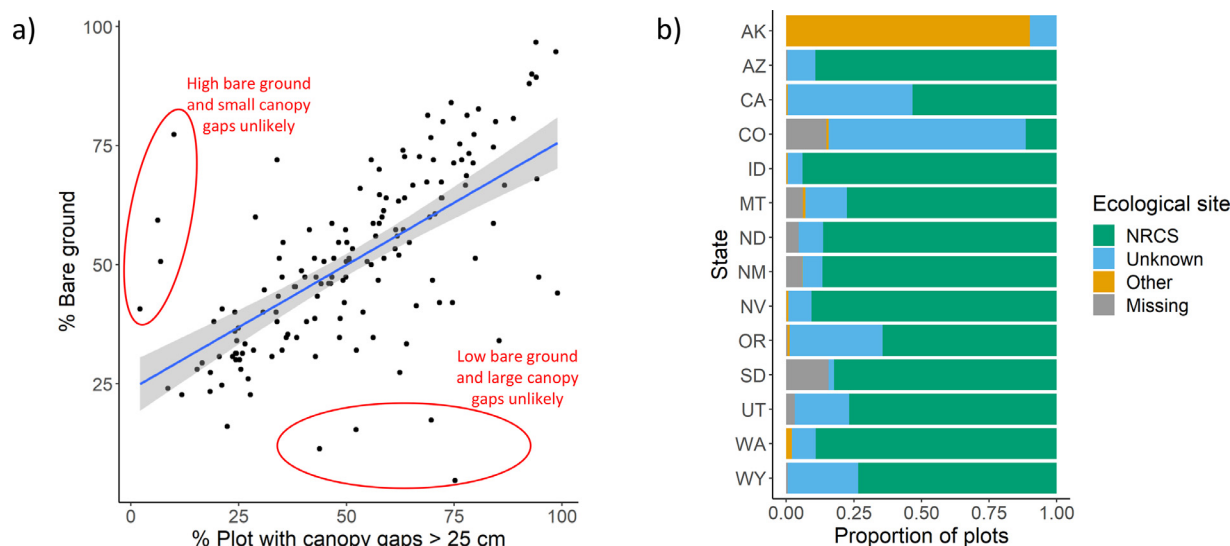 a)
100
75
50
25
% Bare ground
High bare ground
and small canopy
gaps unlikely
Low bare ground
and large canopy
gaps unlikely
0
25
50
75
100
% Plot with canopy gaps > 25 cm
b)
State
AK
AZ
CA
CO
ID
MT
ND
NM
NV
OR
SD
UT
WA
WY
0.00
0.25
0.50
0.75
1.00
Proportion of plots
Ecological site
NRCS
Unknown
Other
Missing